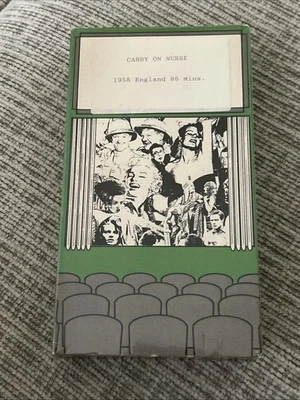 CARRY ON NURSE
1958 England 86 Mins.